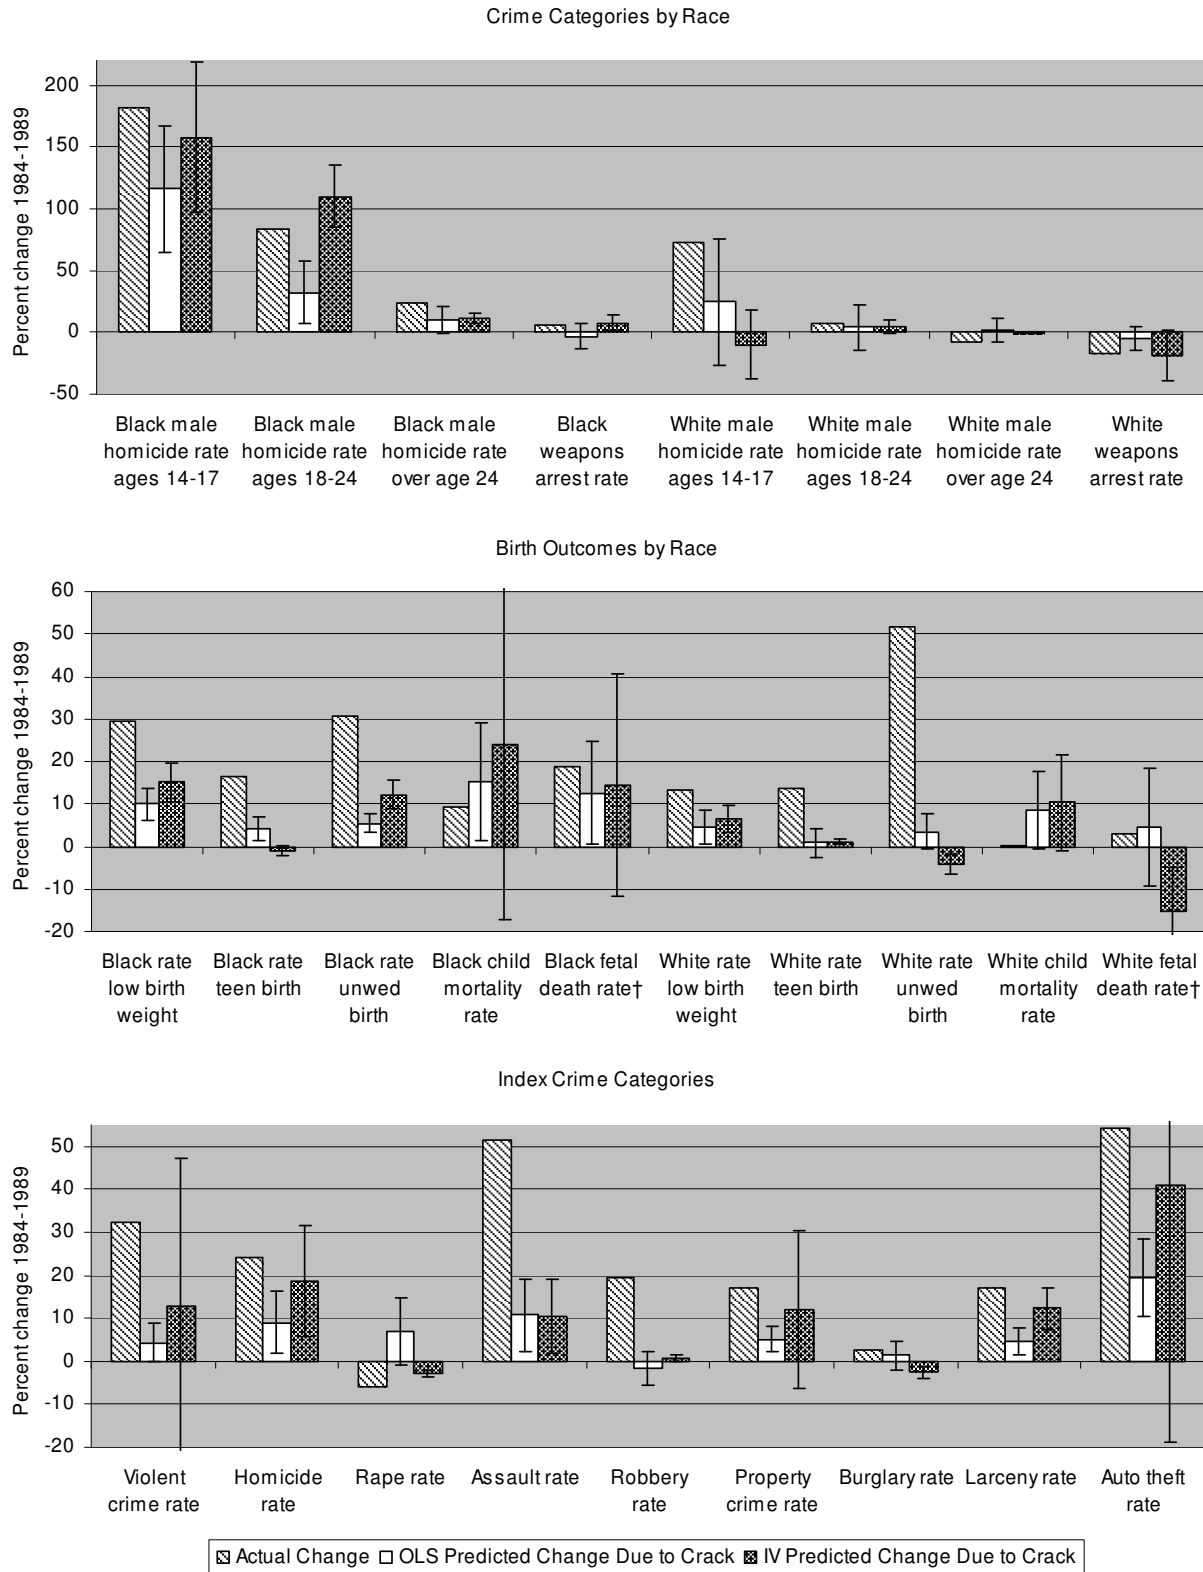 Crime Categories by Race
Percent change 1984-1989
200
150
100
50
0
-50
Black male homicide rate ages 14-17
Black male homicide rate ages 18-24
Black male homicide rate over age 24
Black weapons arrest rate
White male homicide rate ages 14-17
White male homicide rate ages 18-24
White male homicide rate over age 24
White weapons arrest rate
Birth Outcomes by Race
Percent change 1984-1989
60
50
40
30
20
10
0
-10
-20
Black rate low birth weight
Black rate teen birth
Black rate unwed birth
Black child mortality rate
Black fetal death rate†
White rate low birth weight
White rate teen birth
White rate unwed birth
White child mortality rate
White fetal death rate†
Index Crime Categories
Percent change 1984-1989
50
40
30
20
10
0
-10
-20
Violent crime rate
Homicide rate
Rape rate
Assault rate
Robbery rate
Property crime rate
Burglary rate
Larceny rate
Auto theft rate
Actual Change OLS Predicted Change Due to Crack IV Predicted Change Due to Crack